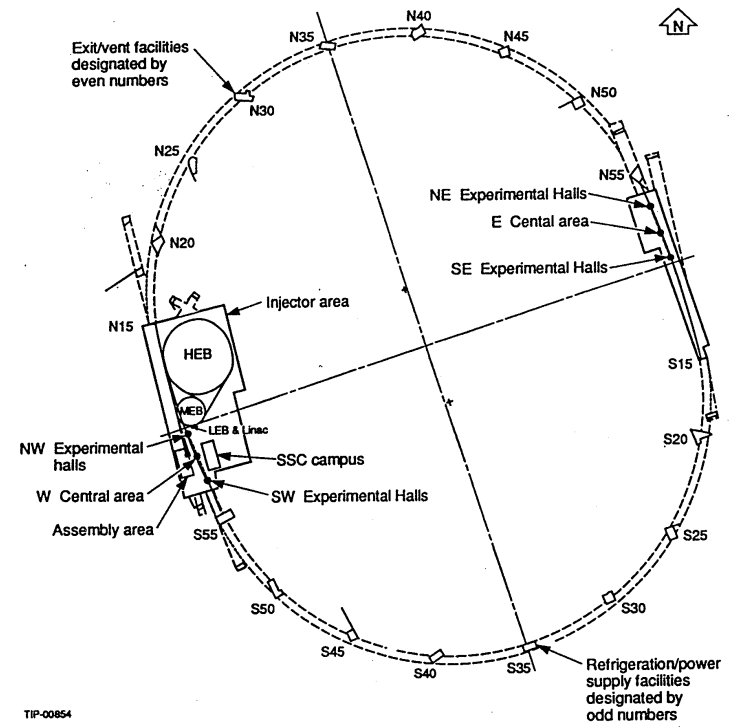 N40
N
N35
N45
Exit/vent facilities
designated by
even numbers
N50
N30
N25
N55
NE Experimental Halls
E Cental area
N20
SE Experimental Halls
Injector area
N15
HEB
S15
MEB
LEB & Linac
S20
NW Experimental
halls
SSC campus
W Central area
SW Experimental Halls
Assembly area
S55
S25
S50
S30
S45
S40
S35
Refrigeration/power
supply facilities
designated by
odd numbers
TIP-00854